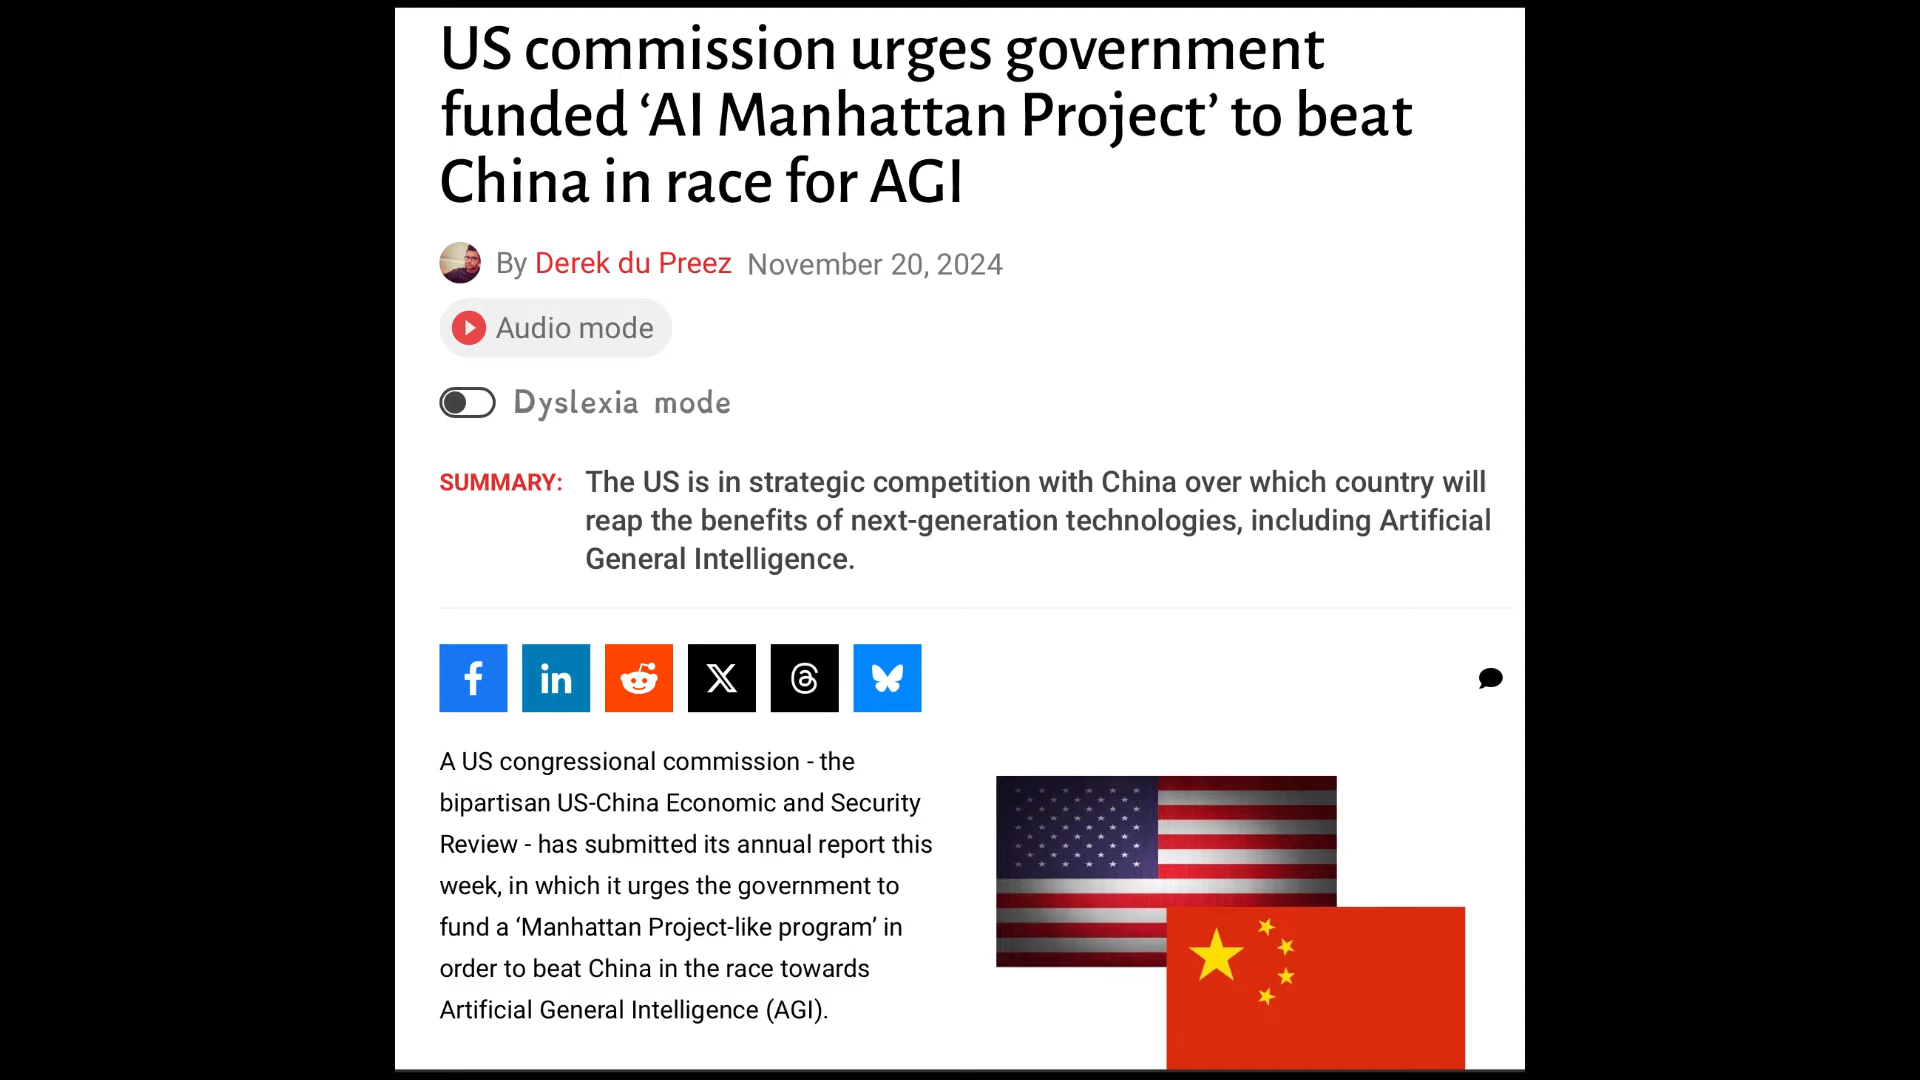 US commission urges government
funded ‘AI Manhattan Project’ to beat
China in race for AGI
By Derek du Preez November 20, 2024
Audio mode
Dyslexia mode
SUMMARY: The US is in strategic competition with China over which country will
reap the benefits of next-generation technologies, including Artificial
General Intelligence.
A US congressional commission - the
bipartisan US-China Economic and Security
Review - has submitted its annual report this
week, in which it urges the government to
fund a ‘Manhattan Project-like program’ in
order to beat China in the race towards
Artificial General Intelligence (AGI).